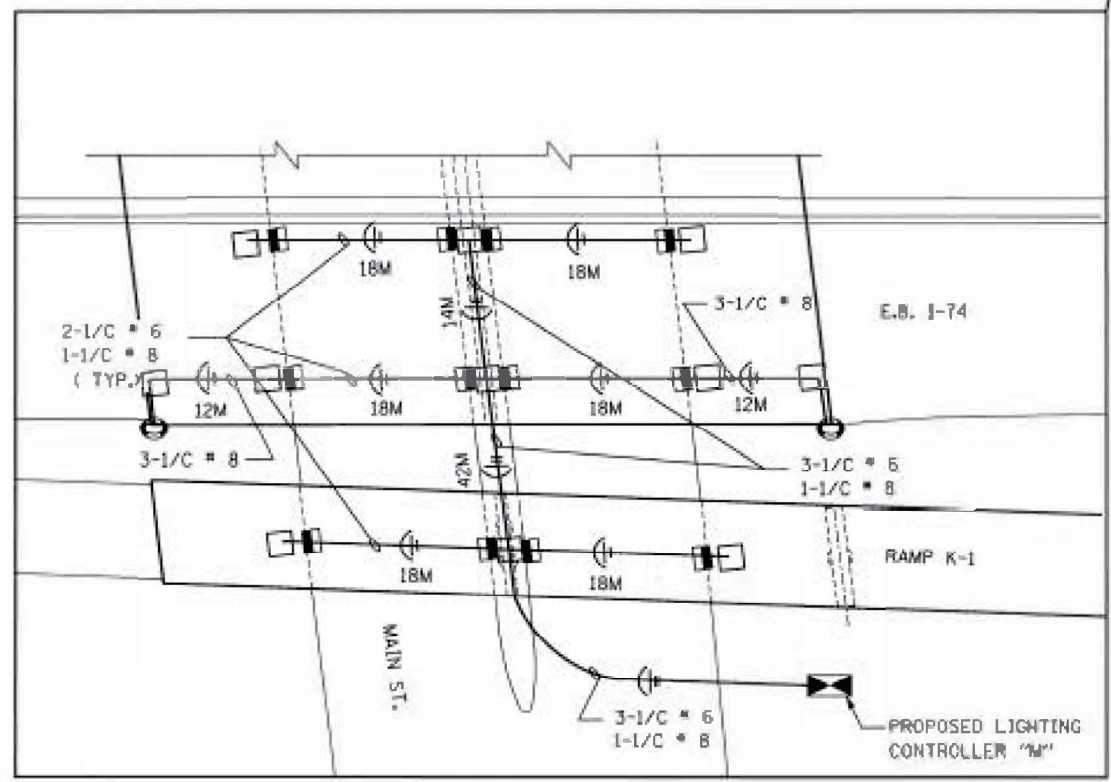 18M
18M
14M
3-1/C # 8
E.B. I-74
2-1/C # 6
1-1/C # 8
( TYP.)
12M
18M
18M
12M
3-1/C # 8
42M
3-1/C # 6
1-1/C # 8
18M
18M
RAMP K-1
MAIN ST.
3-1/C # 6
1-1/C # 8
PROPOSED LIGHTING
CONTROLLER "M"